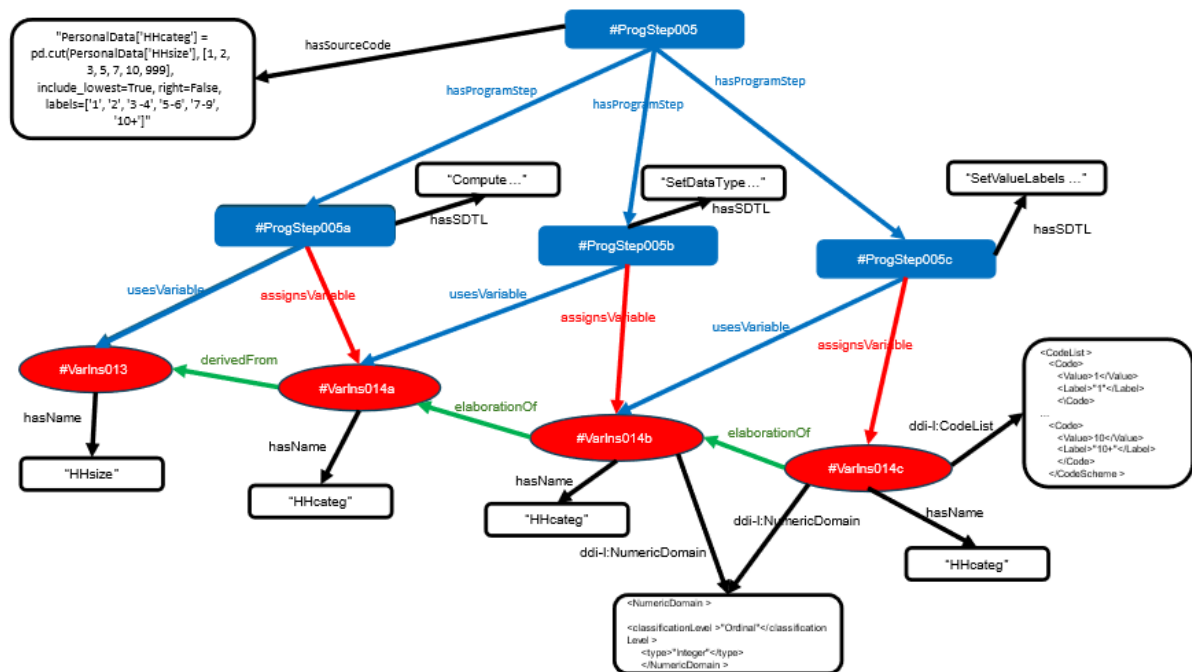 "PersonalData['HHcateg'] =
pd.cut(PersonalData['HHsize'], [1, 2,
3, 5, 7, 10, 999],
include_lowest=True, right=False,
labels=['1', '2', '3 -4', '5-6', '7-9',
'10+']"
#ProgStep005
hasSourceCode
hasProgramStep
hasProgramStep
hasProgramStep
"Compute ..."
"SetDataType ..."
"SetValueLabels ..."
hasSDTL
hasSDTL
hasSDTL
#ProgStep005a
#ProgStep005b
#ProgStep005c
usesVariable
assignsVariable
usesVariable
assignsVariable
usesVariable
assignsVariable
#VarIns013
derivedFrom
#VarIns014a
elaborationOf
#VarIns014b
elaborationOf
#VarIns014c
ddi-l:CodeList
<CodeList >
<Code>
<Value>1</Value>
<Label>"1"</Label>
<\Code>
...
<Code>
<Value>10</Value>
<Label>"10+"</Label>
</Code>
</CodeScheme >
hasName
"HHsize"
hasName
"HHcateg"
hasName
"HHcateg"
ddi-l:NumericDomain
ddi-l:NumericDomain
hasName
"HHcateg"
<NumericDomain >
<classificationLevel >"Ordinal"</classification
Level >
<type>"Integer"</type>
</NumericDomain >